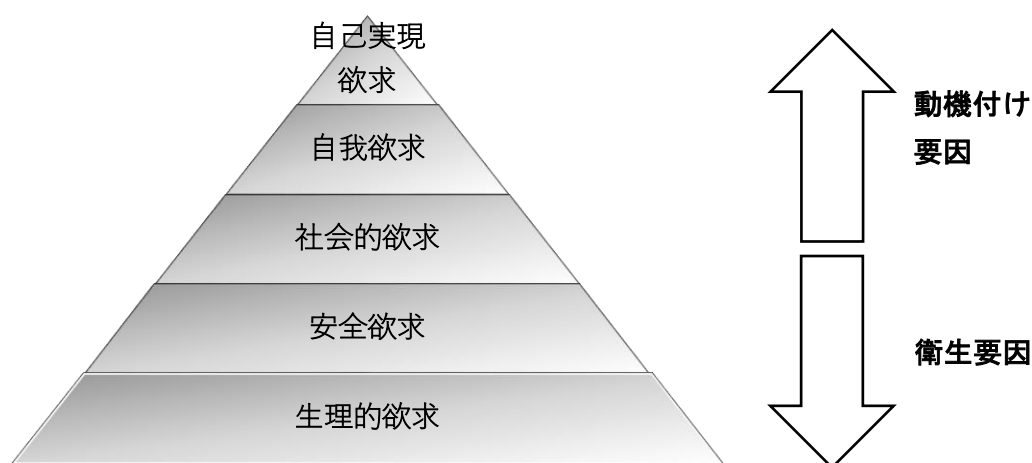 自己実現
欲求
自我欲求
社会的欲求
安全欲求
生理的欲求
動機付け
要因
衛生要因